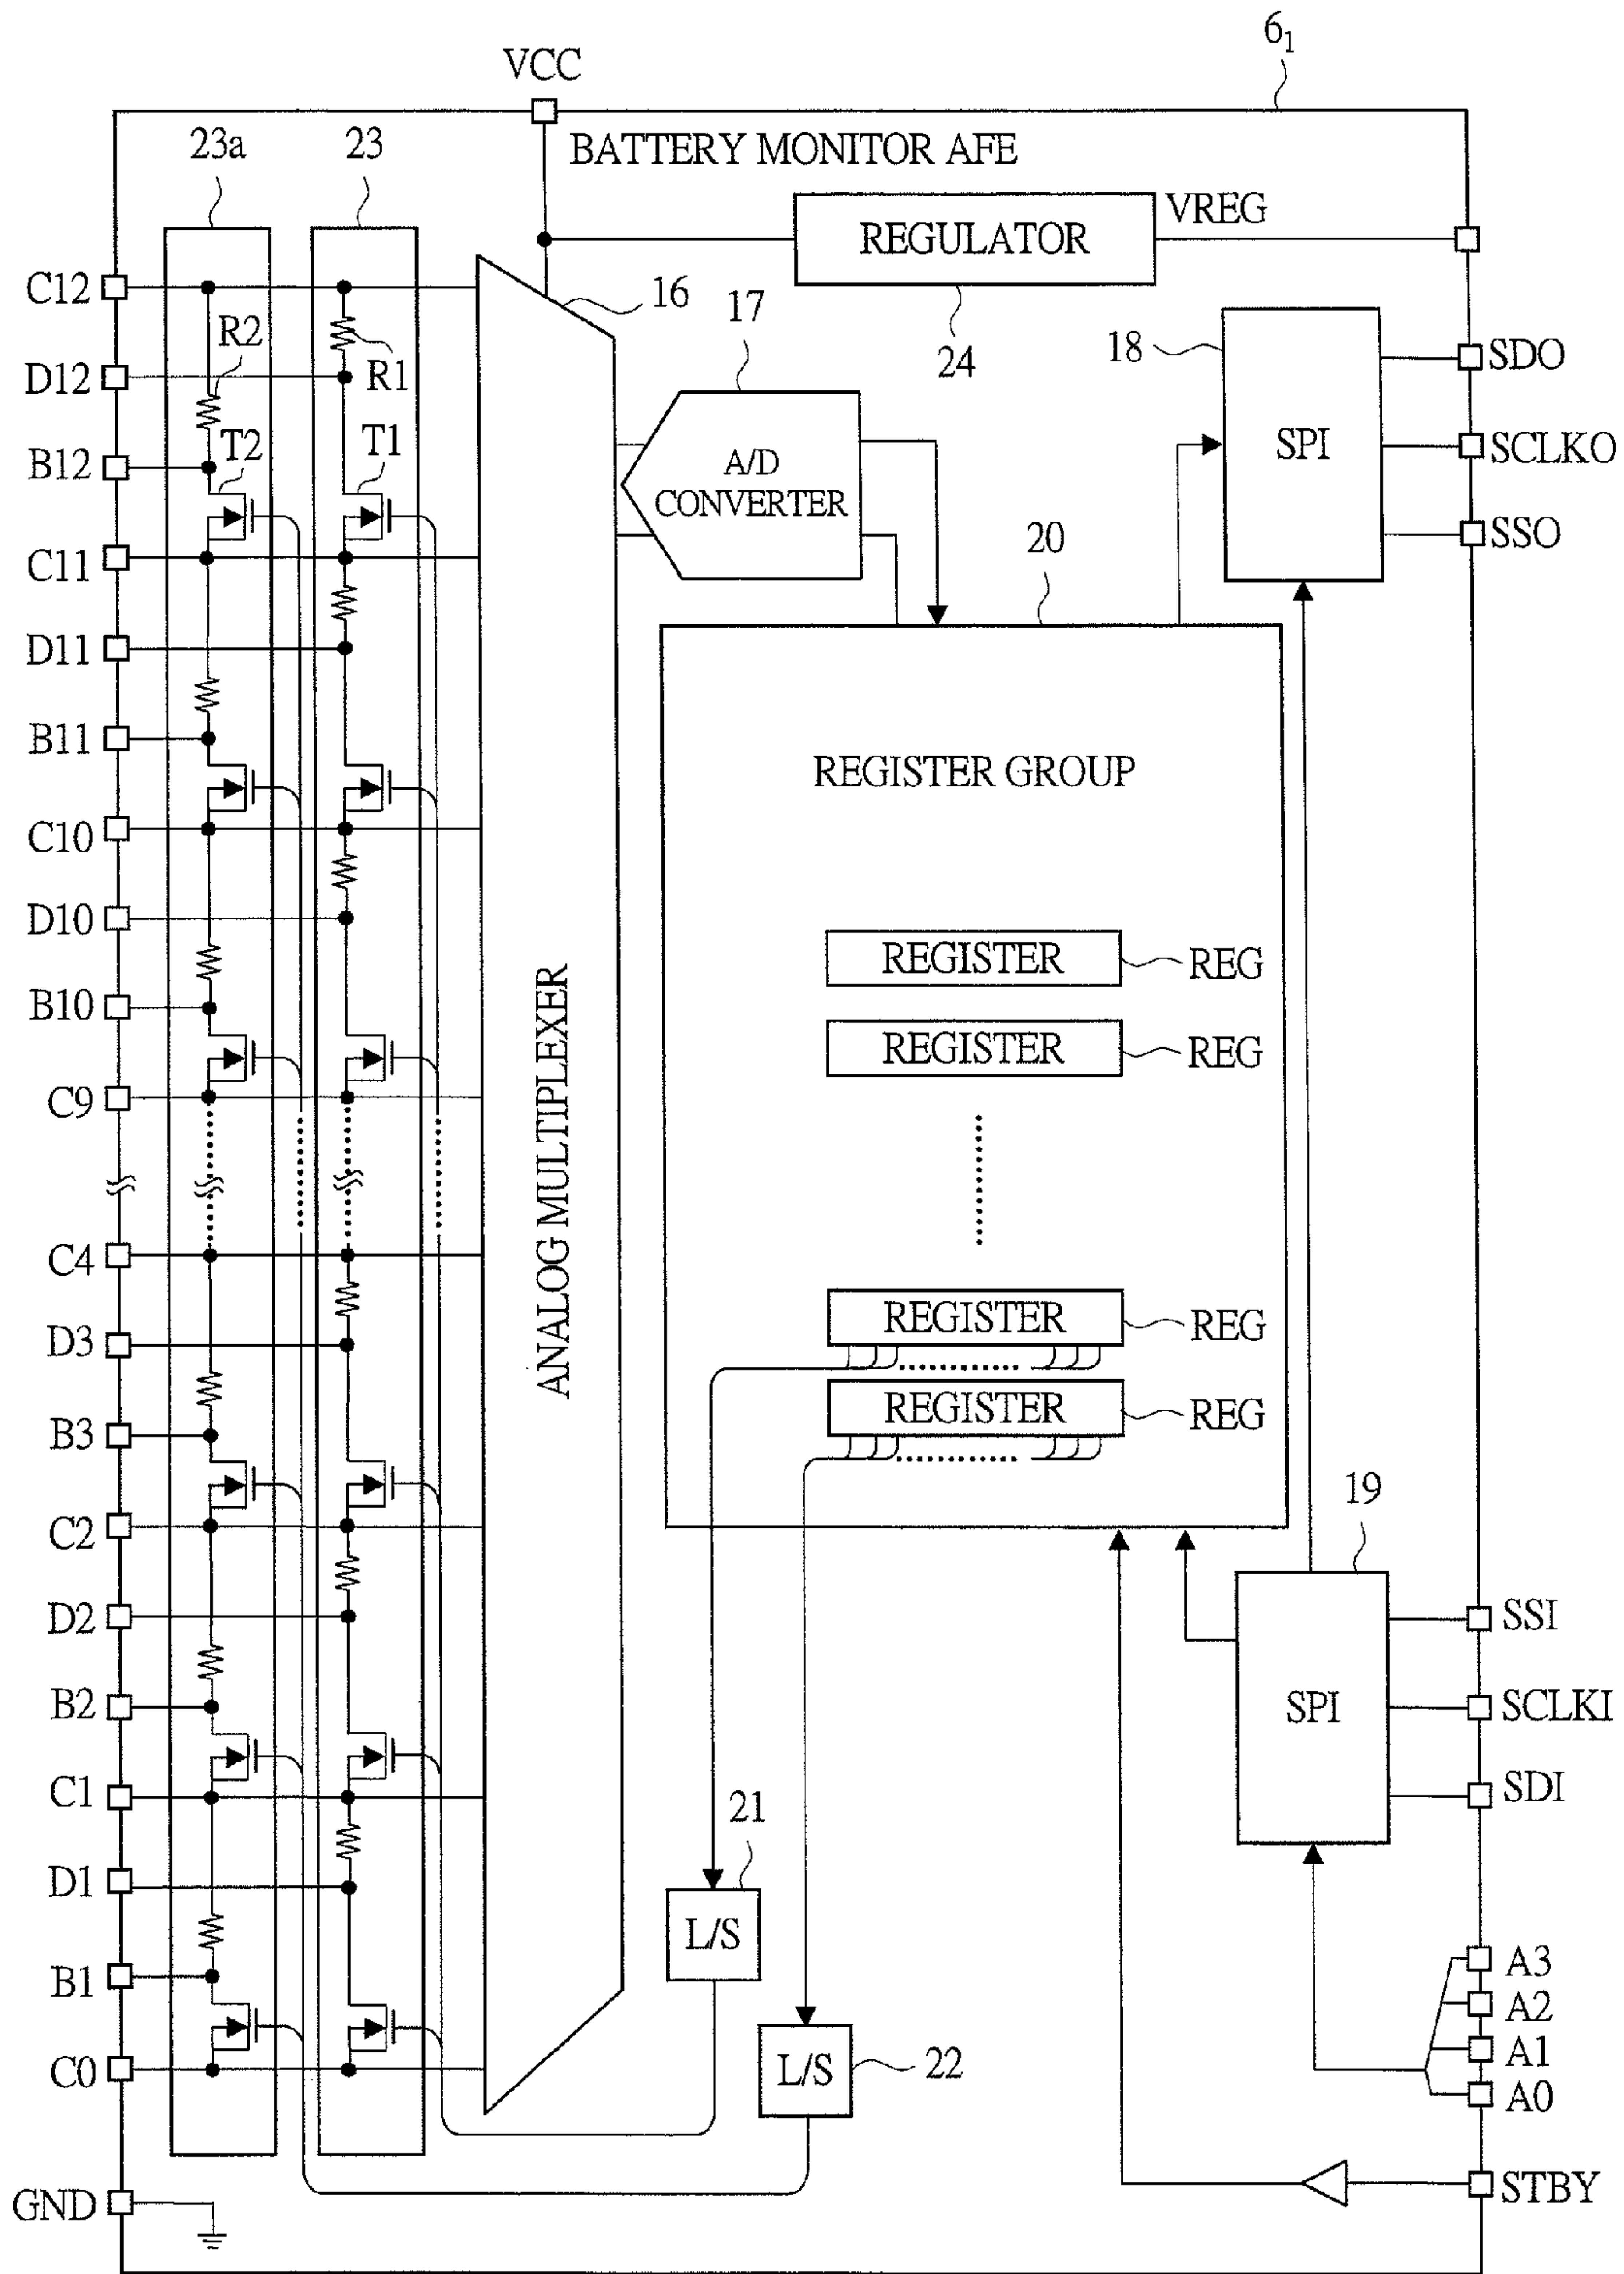 6₁
VCC
23a
23
BATTERY MONITOR AFE
VREG
REGULATOR
C12
16
17
24
18
SDO
R2
R1
D12
A/D
CONVERTER
SPI
SCLKO
B12
T2
T1
20
SSO
C11
D11
B11
REGISTER GROUP
C10
D10
REGISTER
REG
B10
REGISTER
REG
C9
ANALOG MULTIPLEXER
C4
REGISTER
REG
D3
REGISTER
REG
B3
19
C2
SSI
D2
SPI
SCLKI
B2
C1
SDI
21
D1
L/S
A3
B1
A2
A1
C0
L/S
22
A0
STBY
GND